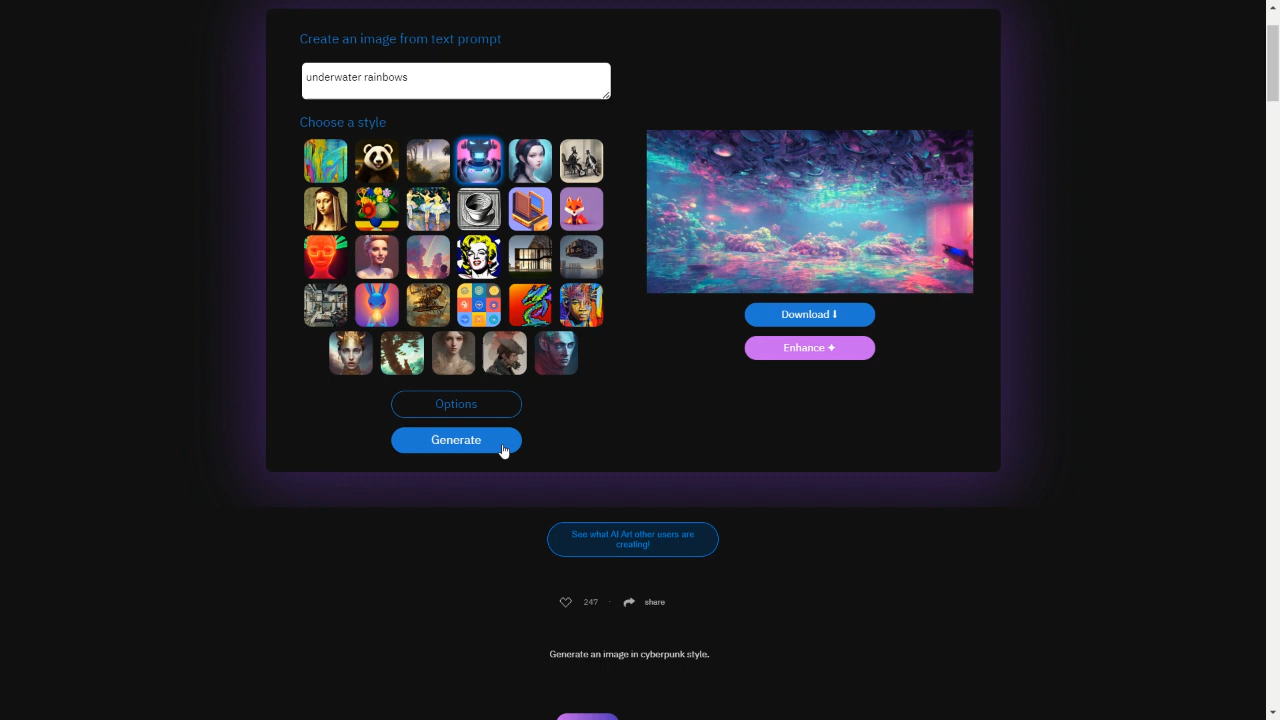 Create an image from text prompt
underwater rainbows
Choose a style
Download ⬇
Enhance ✦
Options
Generate
See what AI Art other users are
creating!
247 · share
Generate an image in cyberpunk style.